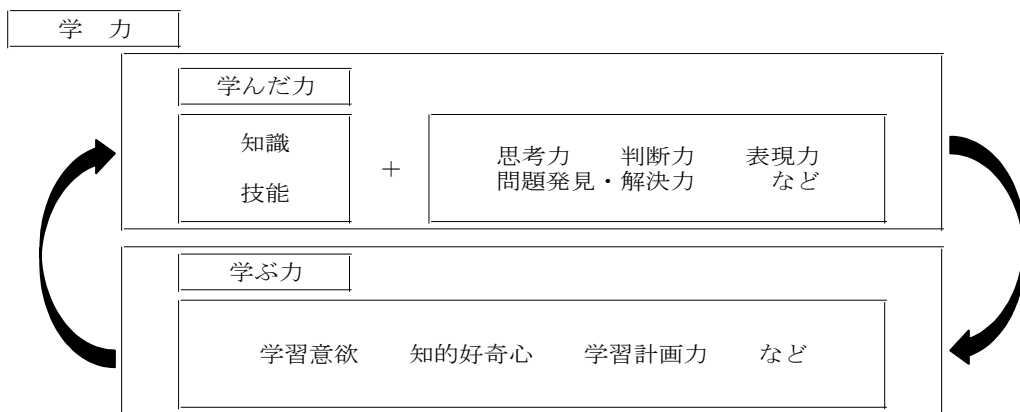 学　力
学んだ力
知識
技能
＋
思考力　　判断力　　表現力
問題発見・解決力　　　など
学ぶ力
学習意欲　　知的好奇心　　学習計画力　　など